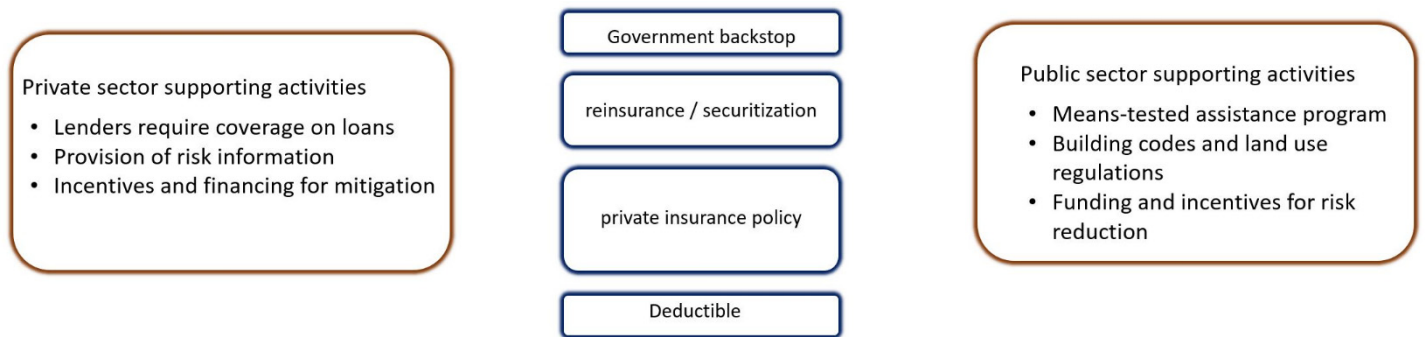 Private sector supporting activities
• Lenders require coverage on loans
• Provision of risk information
• Incentives and financing for mitigation
Government backstop
reinsurance / securitization
private insurance policy
Deductible
Public sector supporting activities
• Means-tested assistance program
• Building codes and land use
regulations
• Funding and incentives for risk
reduction